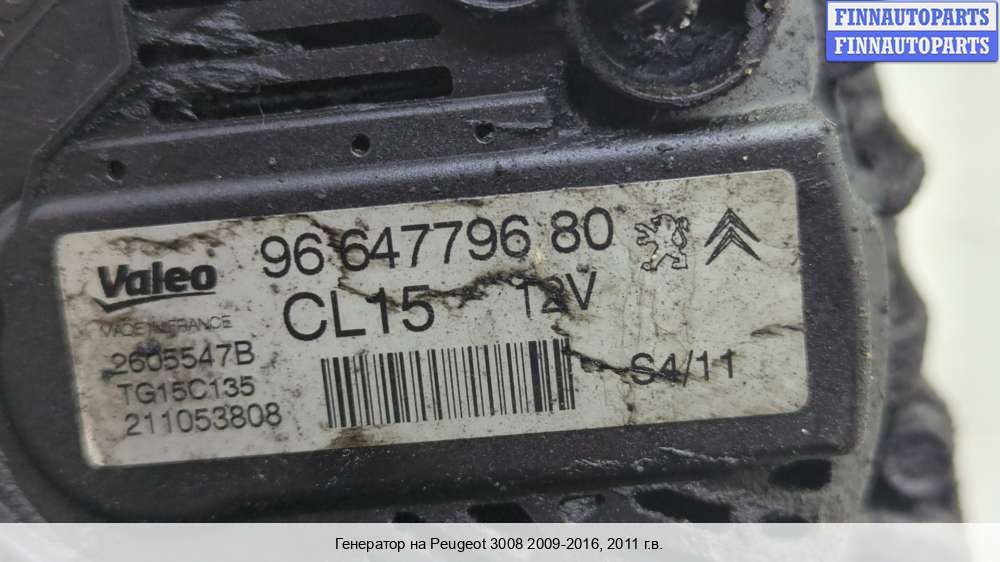 FINNAUTOPARTS
FINNAUTOPARTS
96 647796 80
Valeo
CL15 12V
MADE IN FRANCE
2605547B
TG15C135
S4/11
211053808
Генератор на Peugeot 3008 2009-2016, 2011 г.в.